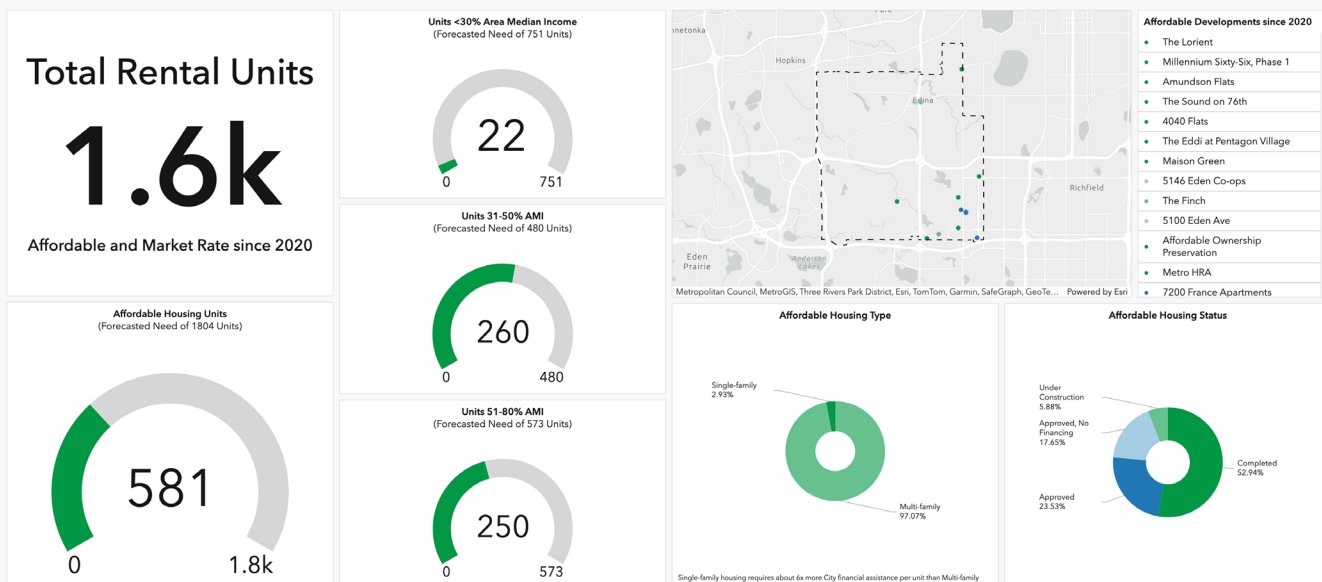 Total Rental Units
1.6k
Affordable and Market Rate since 2020
Affordable Housing Units
(Forecasted Need of 1804 Units)
581
0
1.8k
Units <30% Area Median Income
(Forecasted Need of 751 Units)
22
0
751
Units 31-50% AMI
(Forecasted Need of 480 Units)
260
0
480
Units 51-80% AMI
(Forecasted Need of 573 Units)
250
0
573
Hopkins
Edina
Richfield
Eden
Prairie
Anderson
Lakes
Metropolitan Council, MetroGIS, Three Rivers Park District, Esri, TomTom, Garmin, SafeGraph, GeoTe...
Powered by Esri
Affordable Developments since 2020
The Lorient
Millennium Sixty-Six, Phase 1
Amundson Flats
The Sound on 76th
4040 Flats
The Eddi at Pentagon Village
Maison Green
5146 Eden Co-ops
The Finch
5100 Eden Ave
Affordable Ownership
Preservation
Metro HRA
7200 France Apartments
Affordable Housing Type
Single-family
2.93%
Multi-family
97.07%
Single-family housing requires about 6x more City financial assistance per unit than Multi-family
Affordable Housing Status
Under
Construction
5.88%
Approved, No
Financing
17.65%
Completed
52.94%
Approved
23.53%